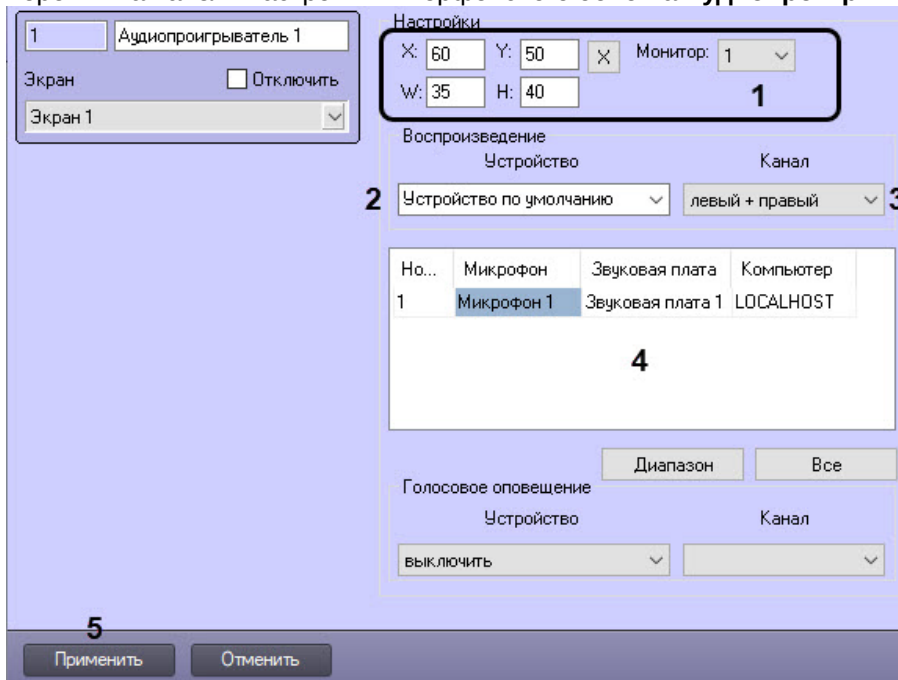 1 Аудиопроигрыватель 1
Экран Отключить
Экран 1
Настройки
X: 60 Y: 50 X Монитор: 1
W: 35 H: 40 1
Воспроизведение
Устройство Канал
2 Устройство по умолчанию левый + правый 3
Но... Микрофон Звуковая плата Компьютер
1 Микрофон 1 Звуковая плата 1 LOCALHOST
4
Диапазон Все
Голосовое оповещение
Устройство Канал
выключить
5
Применить Отменить